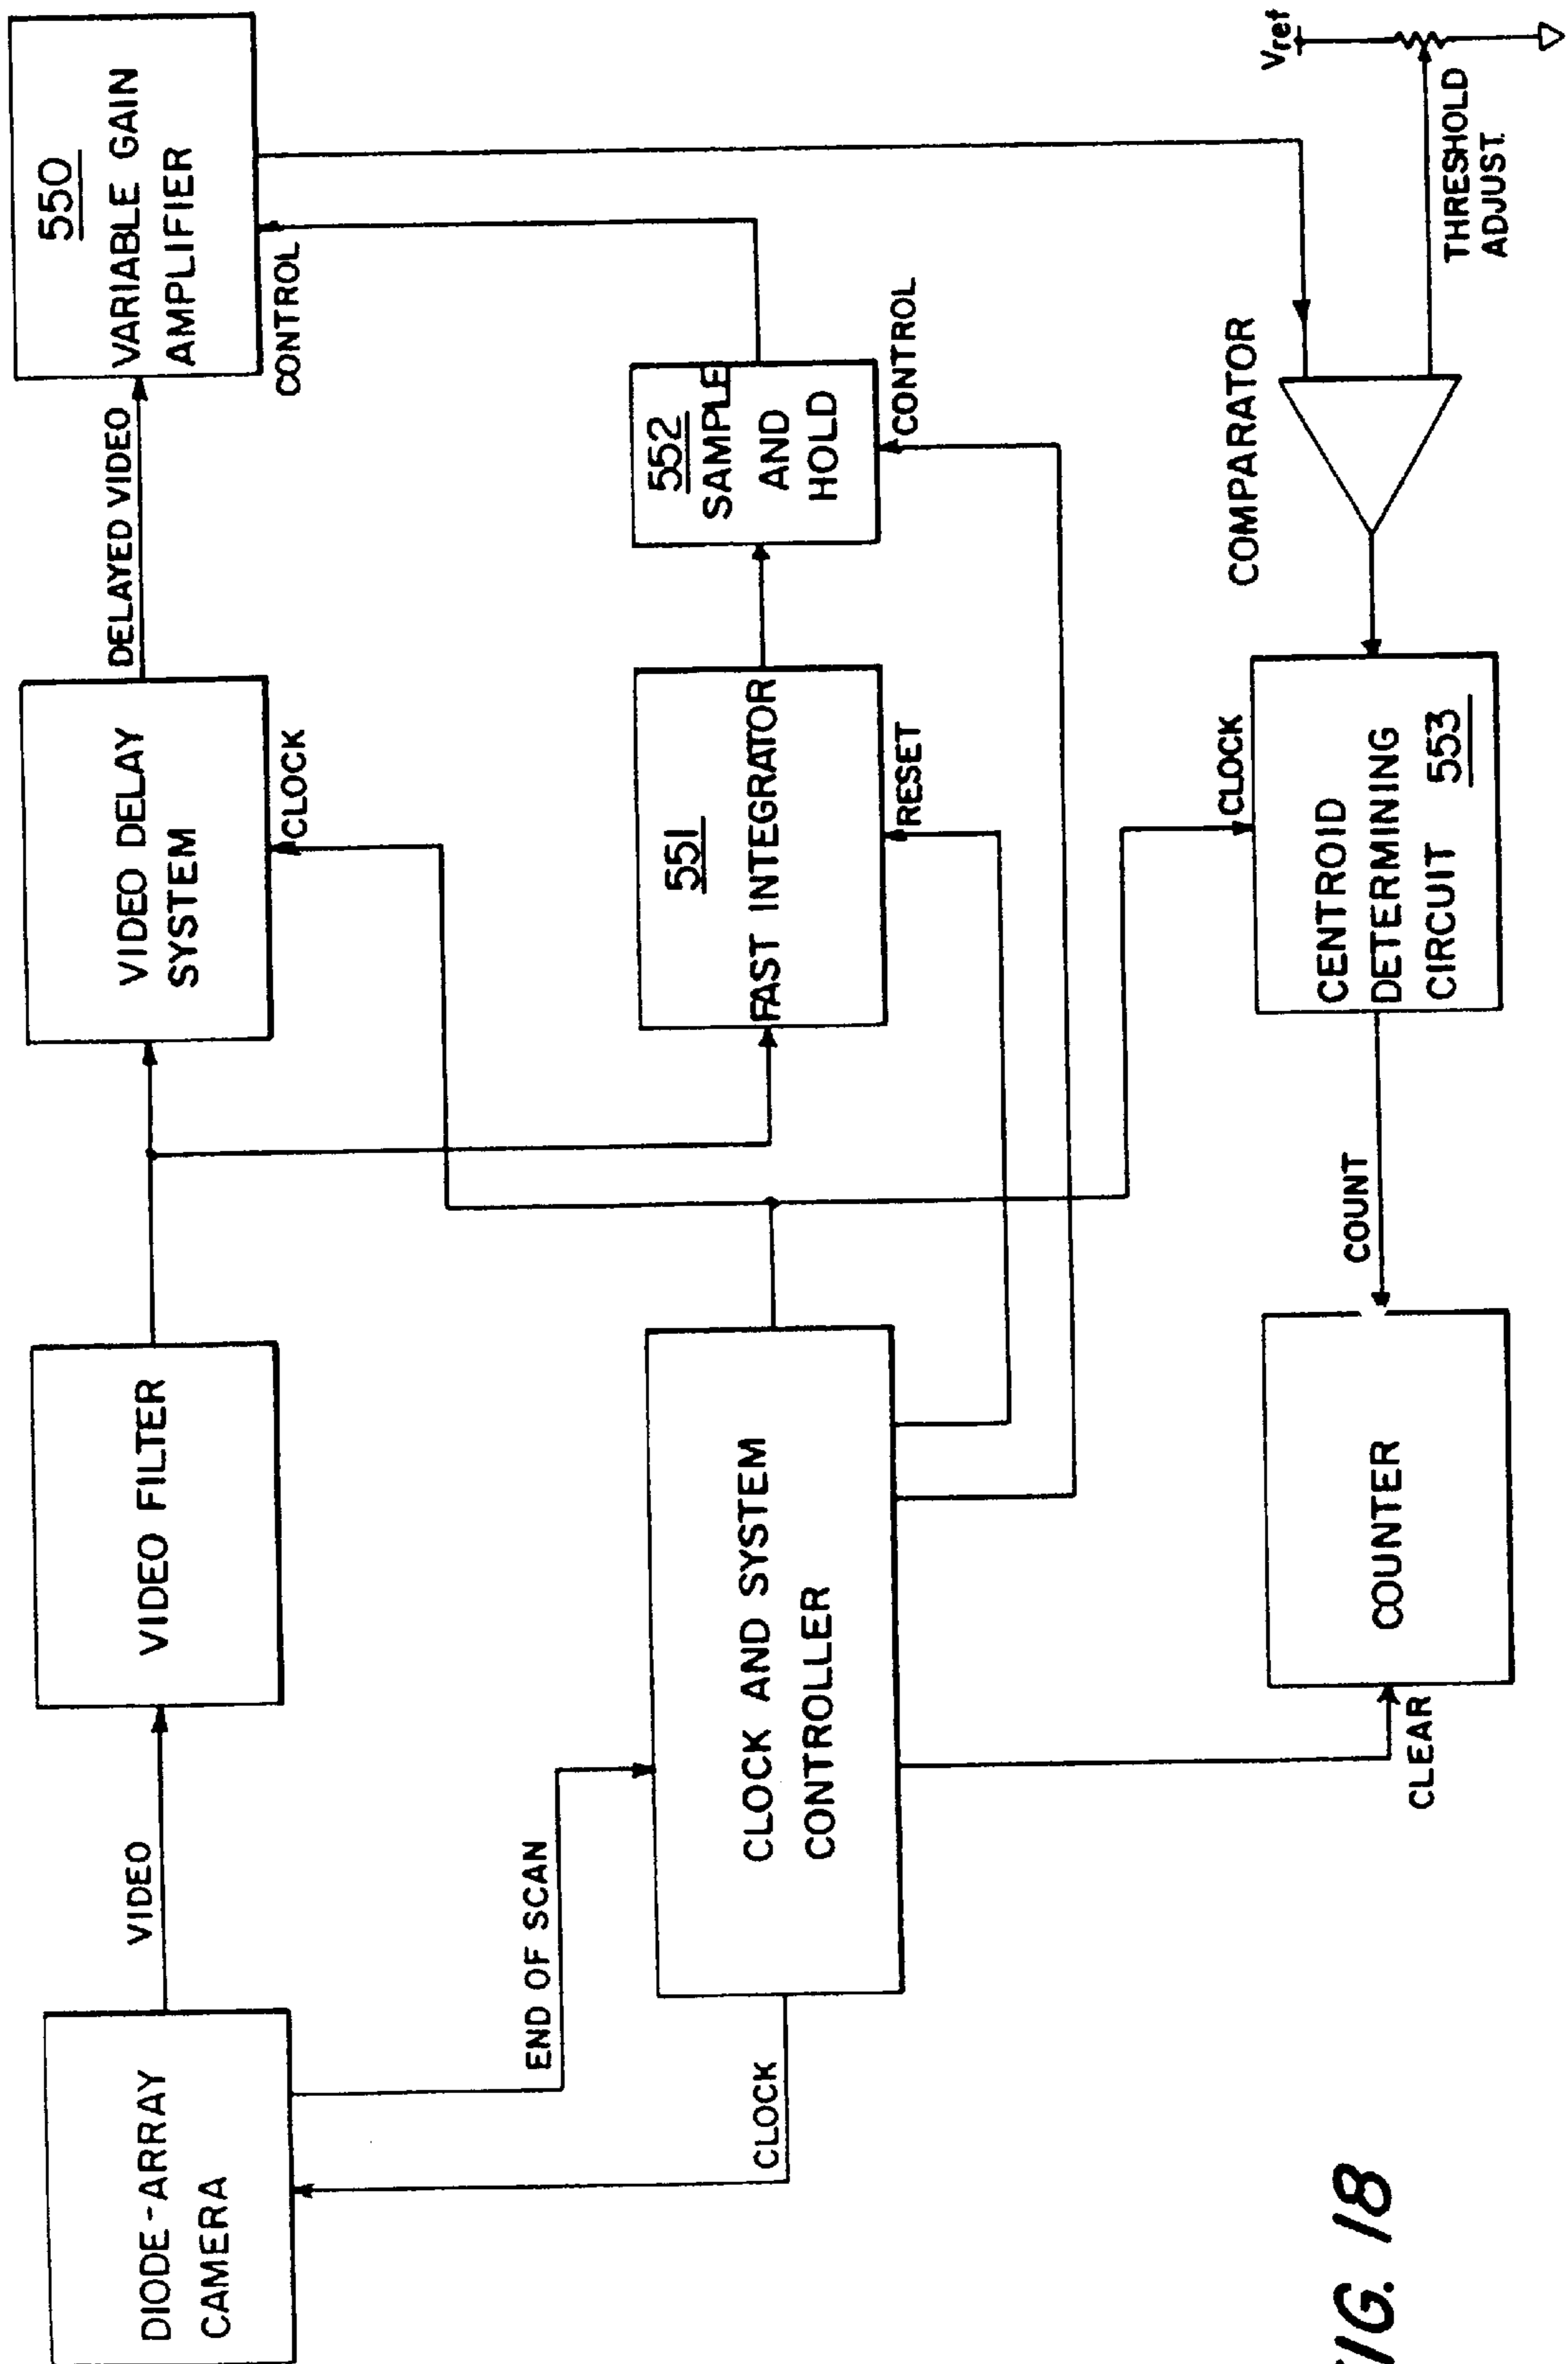 DIODE-ARRAY
CAMERA
VIDEO
VIDEO FILTER
VIDEO DELAY
SYSTEM
CLOCK
DELAYED VIDEO
550
VARIABLE GAIN
AMPLIFIER
CONTROL
END OF SCAN
CLOCK
CLOCK AND SYSTEM
CONTROLLER
551
FAST INTEGRATOR
RESET
552
SAMPLE
AND
HOLD
CONTROL
CLEAR
COUNTER
COUNT
CLOCK
CENTROID
DETERMINING
CIRCUIT 553
COMPARATOR
Vref
THRESHOLD
ADJUST.
FIG. 18